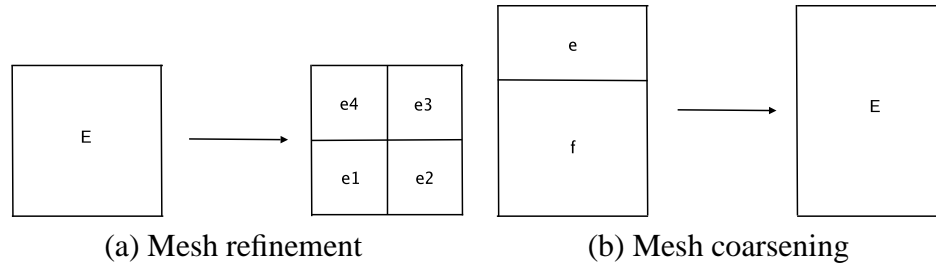 E
e4 e3
e1 e2
(a) Mesh refinement
e
f
E
(b) Mesh coarsening